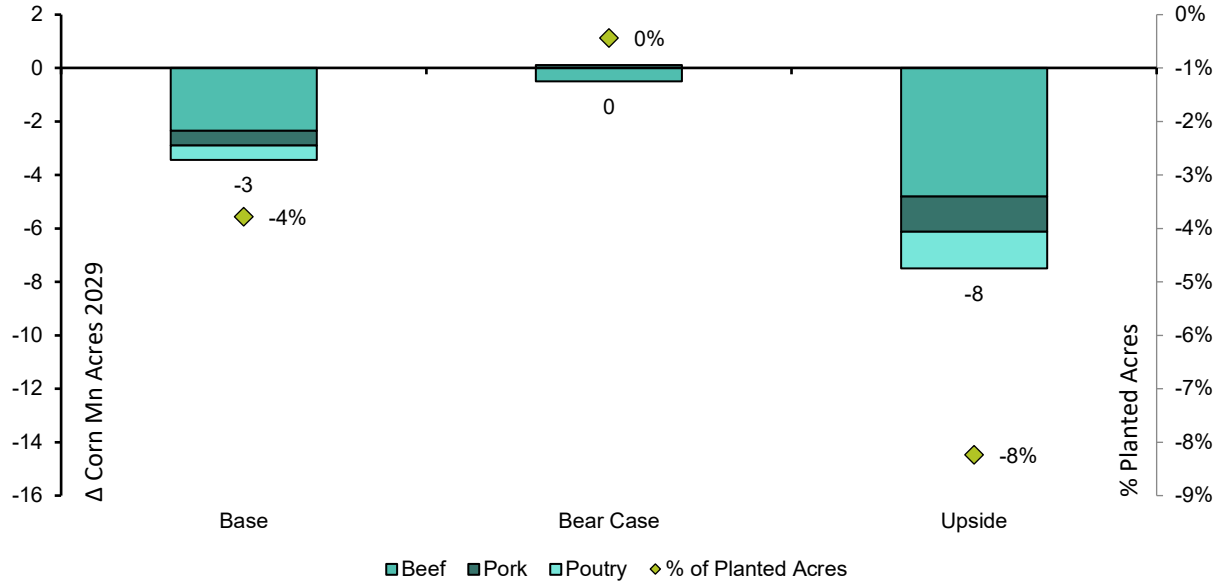 2
0
-2
-4
-6
-8
-10
-12
-14
-16
Δ Corn Mn Acres 2029
0%
-1%
-2%
-3%
-4%
-5%
-6%
-7%
-8%
-9%
% Planted Acres
-3
-4%
0%
0
-8
-8%
Base
Bear Case
Upside
Beef
Pork
Poutry
% of Planted Acres